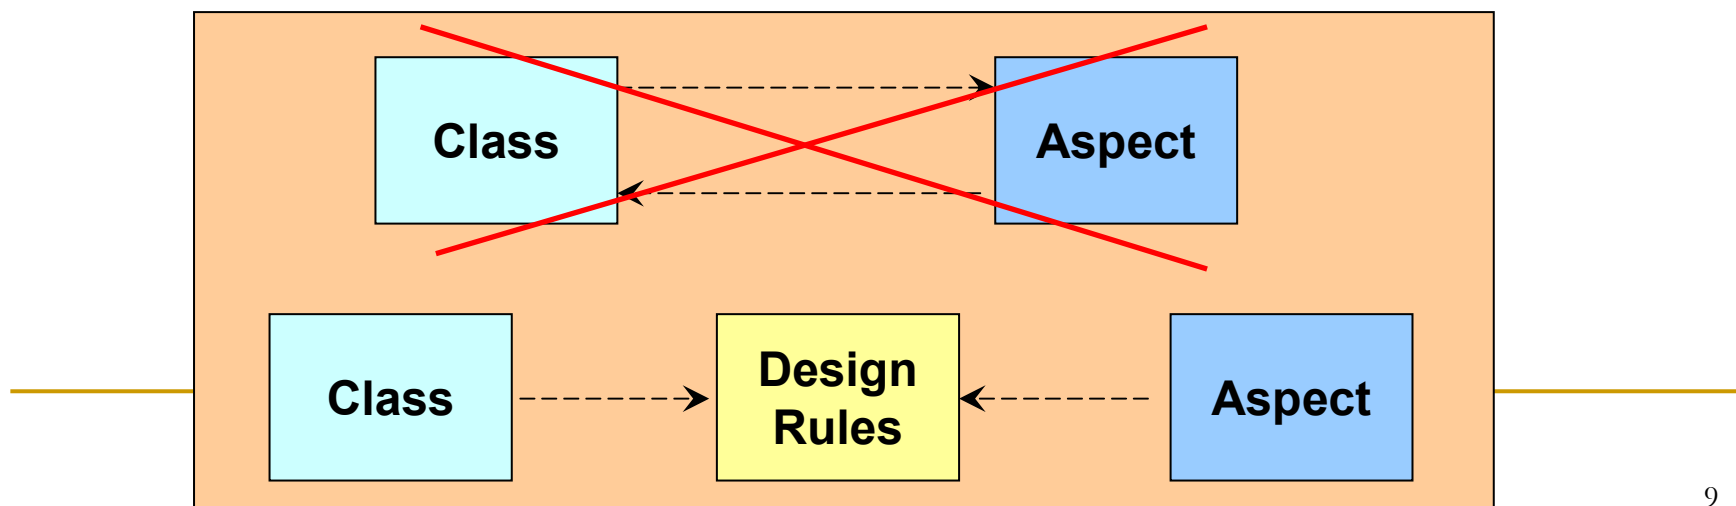 Class
Aspect
Class
Design
Rules
Aspect
9